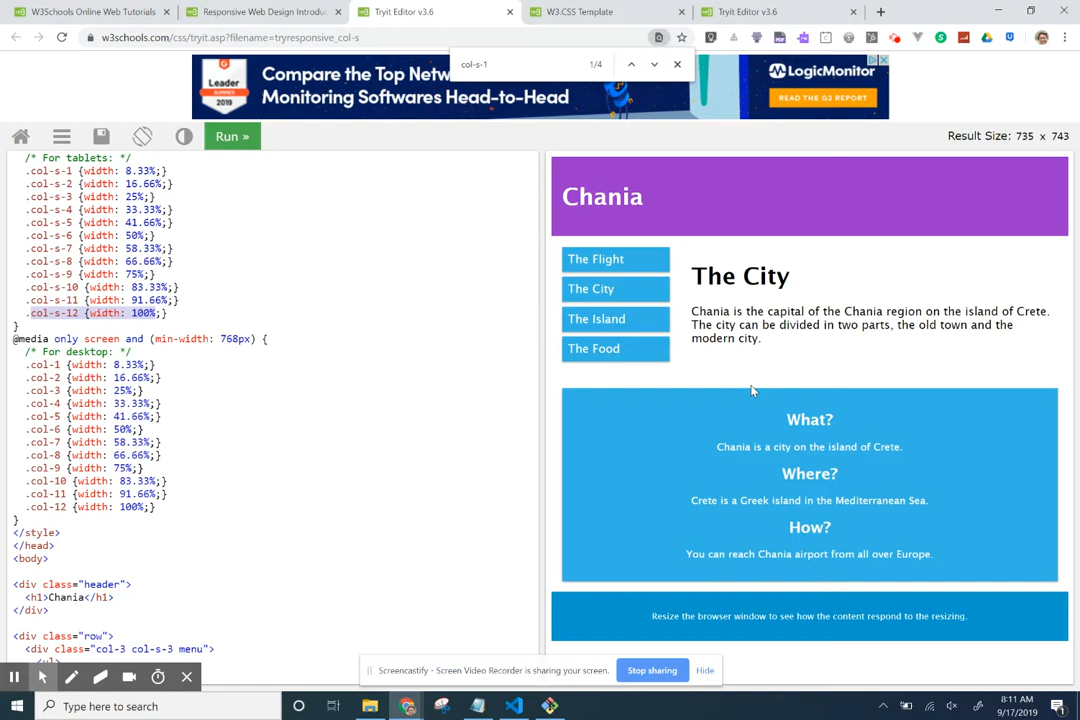 W3Schools Online Web Tutorials
Responsive Web Design Introdu
Tryit Editor v3.6
W3.CSS Template
Tryit Editor v3.6
w3schools.com/css/tryit.asp?filename=tryresponsive_col-s
col-s-1
1/4
Leader
SUMMER
2019
Compare the Top Netw
Monitoring Softwares Head-to-Head
LogicMonitor
READ THE G2 REPORT
Run »
Result Size: 735 x 743
/* For tablets: */
.col-s-1 {width: 8.33%;}
.col-s-2 {width: 16.66%;}
.col-s-3 {width: 25%;}
.col-s-4 {width: 33.33%;}
.col-s-5 {width: 41.66%;}
.col-s-6 {width: 50%;}
.col-s-7 {width: 58.33%;}
.col-s-8 {width: 66.66%;}
.col-s-9 {width: 75%;}
.col-s-10 {width: 83.33%;}
.col-s-11 {width: 91.66%;}
.col-s-12 {width: 100%;}
}
@media only screen and (min-width: 768px) {
/* For desktop: */
.col-1 {width: 8.33%;}
.col-2 {width: 16.66%;}
.col-3 {width: 25%;}
.col-4 {width: 33.33%;}
.col-5 {width: 41.66%;}
.col-6 {width: 50%;}
.col-7 {width: 58.33%;}
.col-8 {width: 66.66%;}
.col-9 {width: 75%;}
.col-10 {width: 83.33%;}
.col-11 {width: 91.66%;}
.col-12 {width: 100%;}
}
</style>
</head>
<body>
<div class="header">
<h1>Chania</h1>
</div>
<div class="row">
<div class="col-3 col-s-3 menu">
<ul>
Chania
The Flight
The City
The Island
The Food
The City
Chania is the capital of the Chania region on the island of Crete.
The city can be divided in two parts, the old town and the
modern city.
What?
Chania is a city on the island of Crete.
Where?
Crete is a Greek island in the Mediterranean Sea.
How?
You can reach Chania airport from all over Europe.
Resize the browser window to see how the content respond to the resizing.
Screencastify - Screen Video Recorder is sharing your screen.
Stop sharing
Hide
Type here to search
8:11 AM
9/17/2019